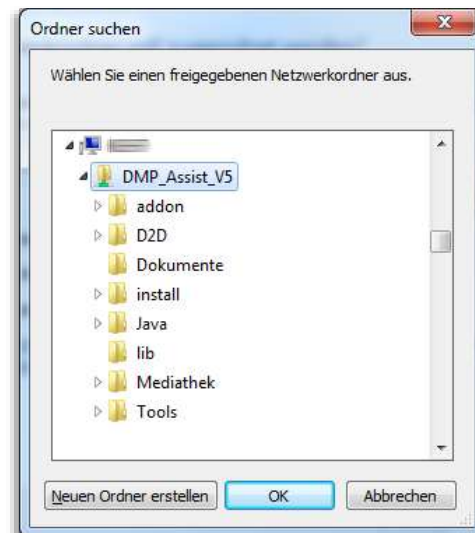 Ordner suchen
Wählen Sie einen freigegebenen Netzwerkordner aus.
DMP_Assist_V5
addon
D2D
Dokumente
install
Java
lib
Mediathek
Tools
Neuen Ordner erstellen OK Abbrechen